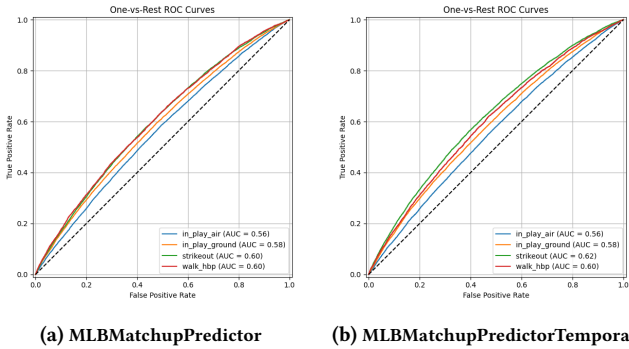 One-vs-Rest ROC Curves
True Positive Rate
1.0
0.8
0.6
0.4
0.2
0.0
in_play_air (AUC = 0.56)
in_play_ground (AUC = 0.58)
strikeout (AUC = 0.60)
walk_hbp (AUC = 0.60)
0.0 0.2 0.4 0.6 0.8 1.0
False Positive Rate
(a) MLBMatchupPredictor
One-vs-Rest ROC Curves
True Positive Rate
1.0
0.8
0.6
0.4
0.2
0.0
in_play_air (AUC = 0.56)
in_play_ground (AUC = 0.58)
strikeout (AUC = 0.62)
walk_hbp (AUC = 0.60)
0.0 0.2 0.4 0.6 0.8 1.0
False Positive Rate
(b) MLBMatchupPredictorTempora